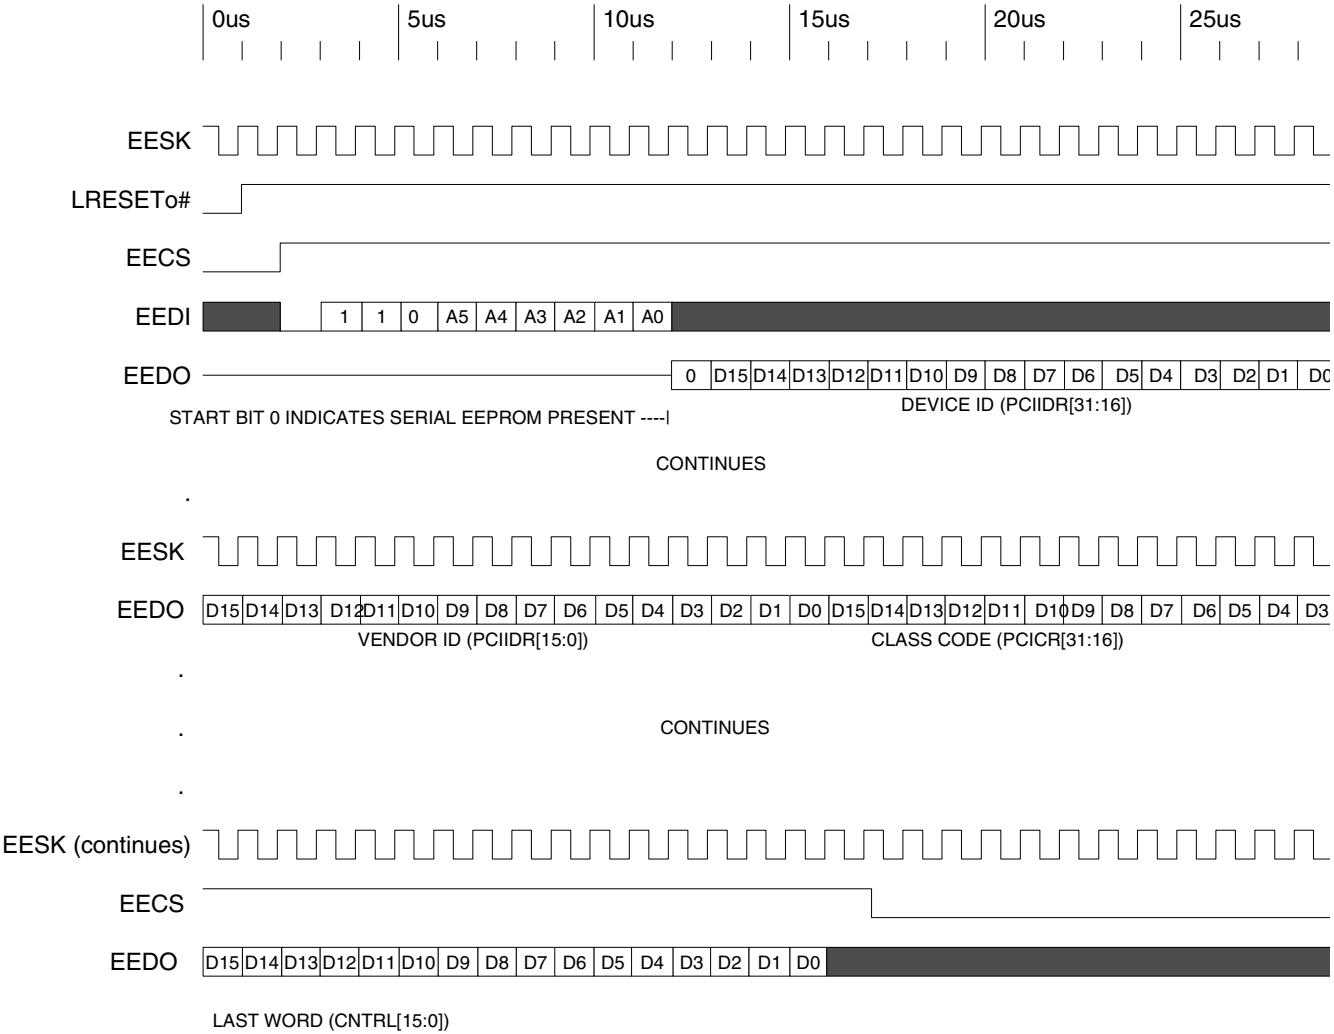 0us 5us 10us 15us 20us 25us
EESK
LRESETo#
EECS
EEDI 1 1 0 A5 A4 A3 A2 A1 A0
EEDO 0 D15 D14 D13 D12 D11 D10 D9 D8 D7 D6 D5 D4 D3 D2 D1 D0
DEVICE ID (PCIIDR[31:16])
START BIT 0 INDICATES SERIAL EEPROM PRESENT ----|
CONTINUES
.
EESK
EEDO D15 D14 D13 D12 D11 D10 D9 D8 D7 D6 D5 D4 D3 D2 D1 D0 D15 D14 D13 D12 D11 D10 D9 D8 D7 D6 D5 D4 D3
VENDOR ID (PCIIDR[15:0]) CLASS CODE (PCICR[31:16])
.
. CONTINUES
.
EESK (continues)
EECS
EEDO D15 D14 D13 D12 D11 D10 D9 D8 D7 D6 D5 D4 D3 D2 D1 D0
LAST WORD (CNTRL[15:0])